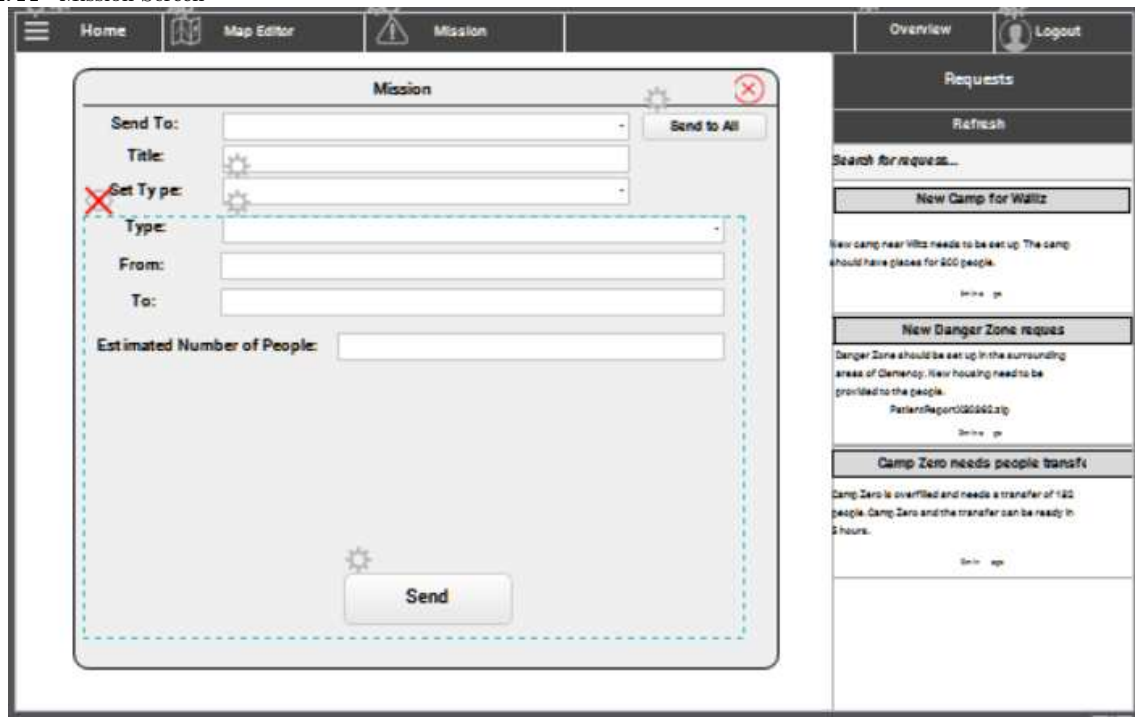 Mission Screen
Home
Map Editor
Mission
Overview
Logout
Mission
Send To:
Send to All
Title:
Set Type:
Type:
From:
To:
Estimated Number of People:
Send
Requests
Refresh
Search for request...
New Camp for Waltz
New camp near Wiltz needs to be set up. The camp
should have places for 800 people.
New Danger Zone reques
Danger Zone should be set up in the surrounding
areas of Clemency. New housing need to be
provided to the people.
Camp Zero needs people transfe
Camp Zero is overfilled and needs a transfer of
people. Camp Zero and the transfer can be ready in
hours.
ago